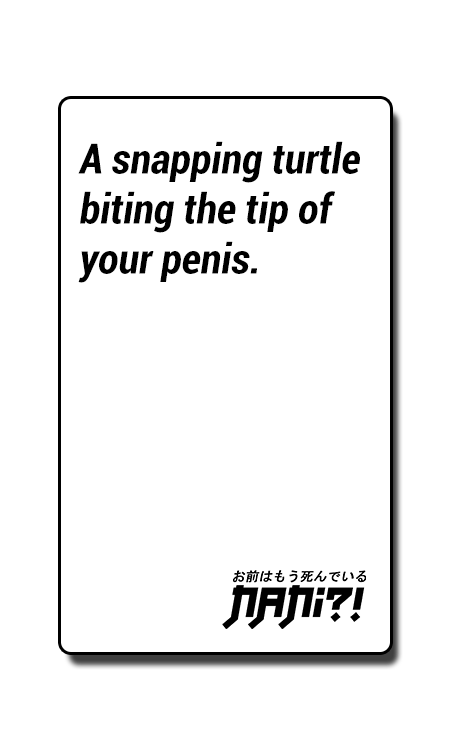 A snapping turtle
biting the tip of
your penis.
お前はもう死んでいる
NANi?!